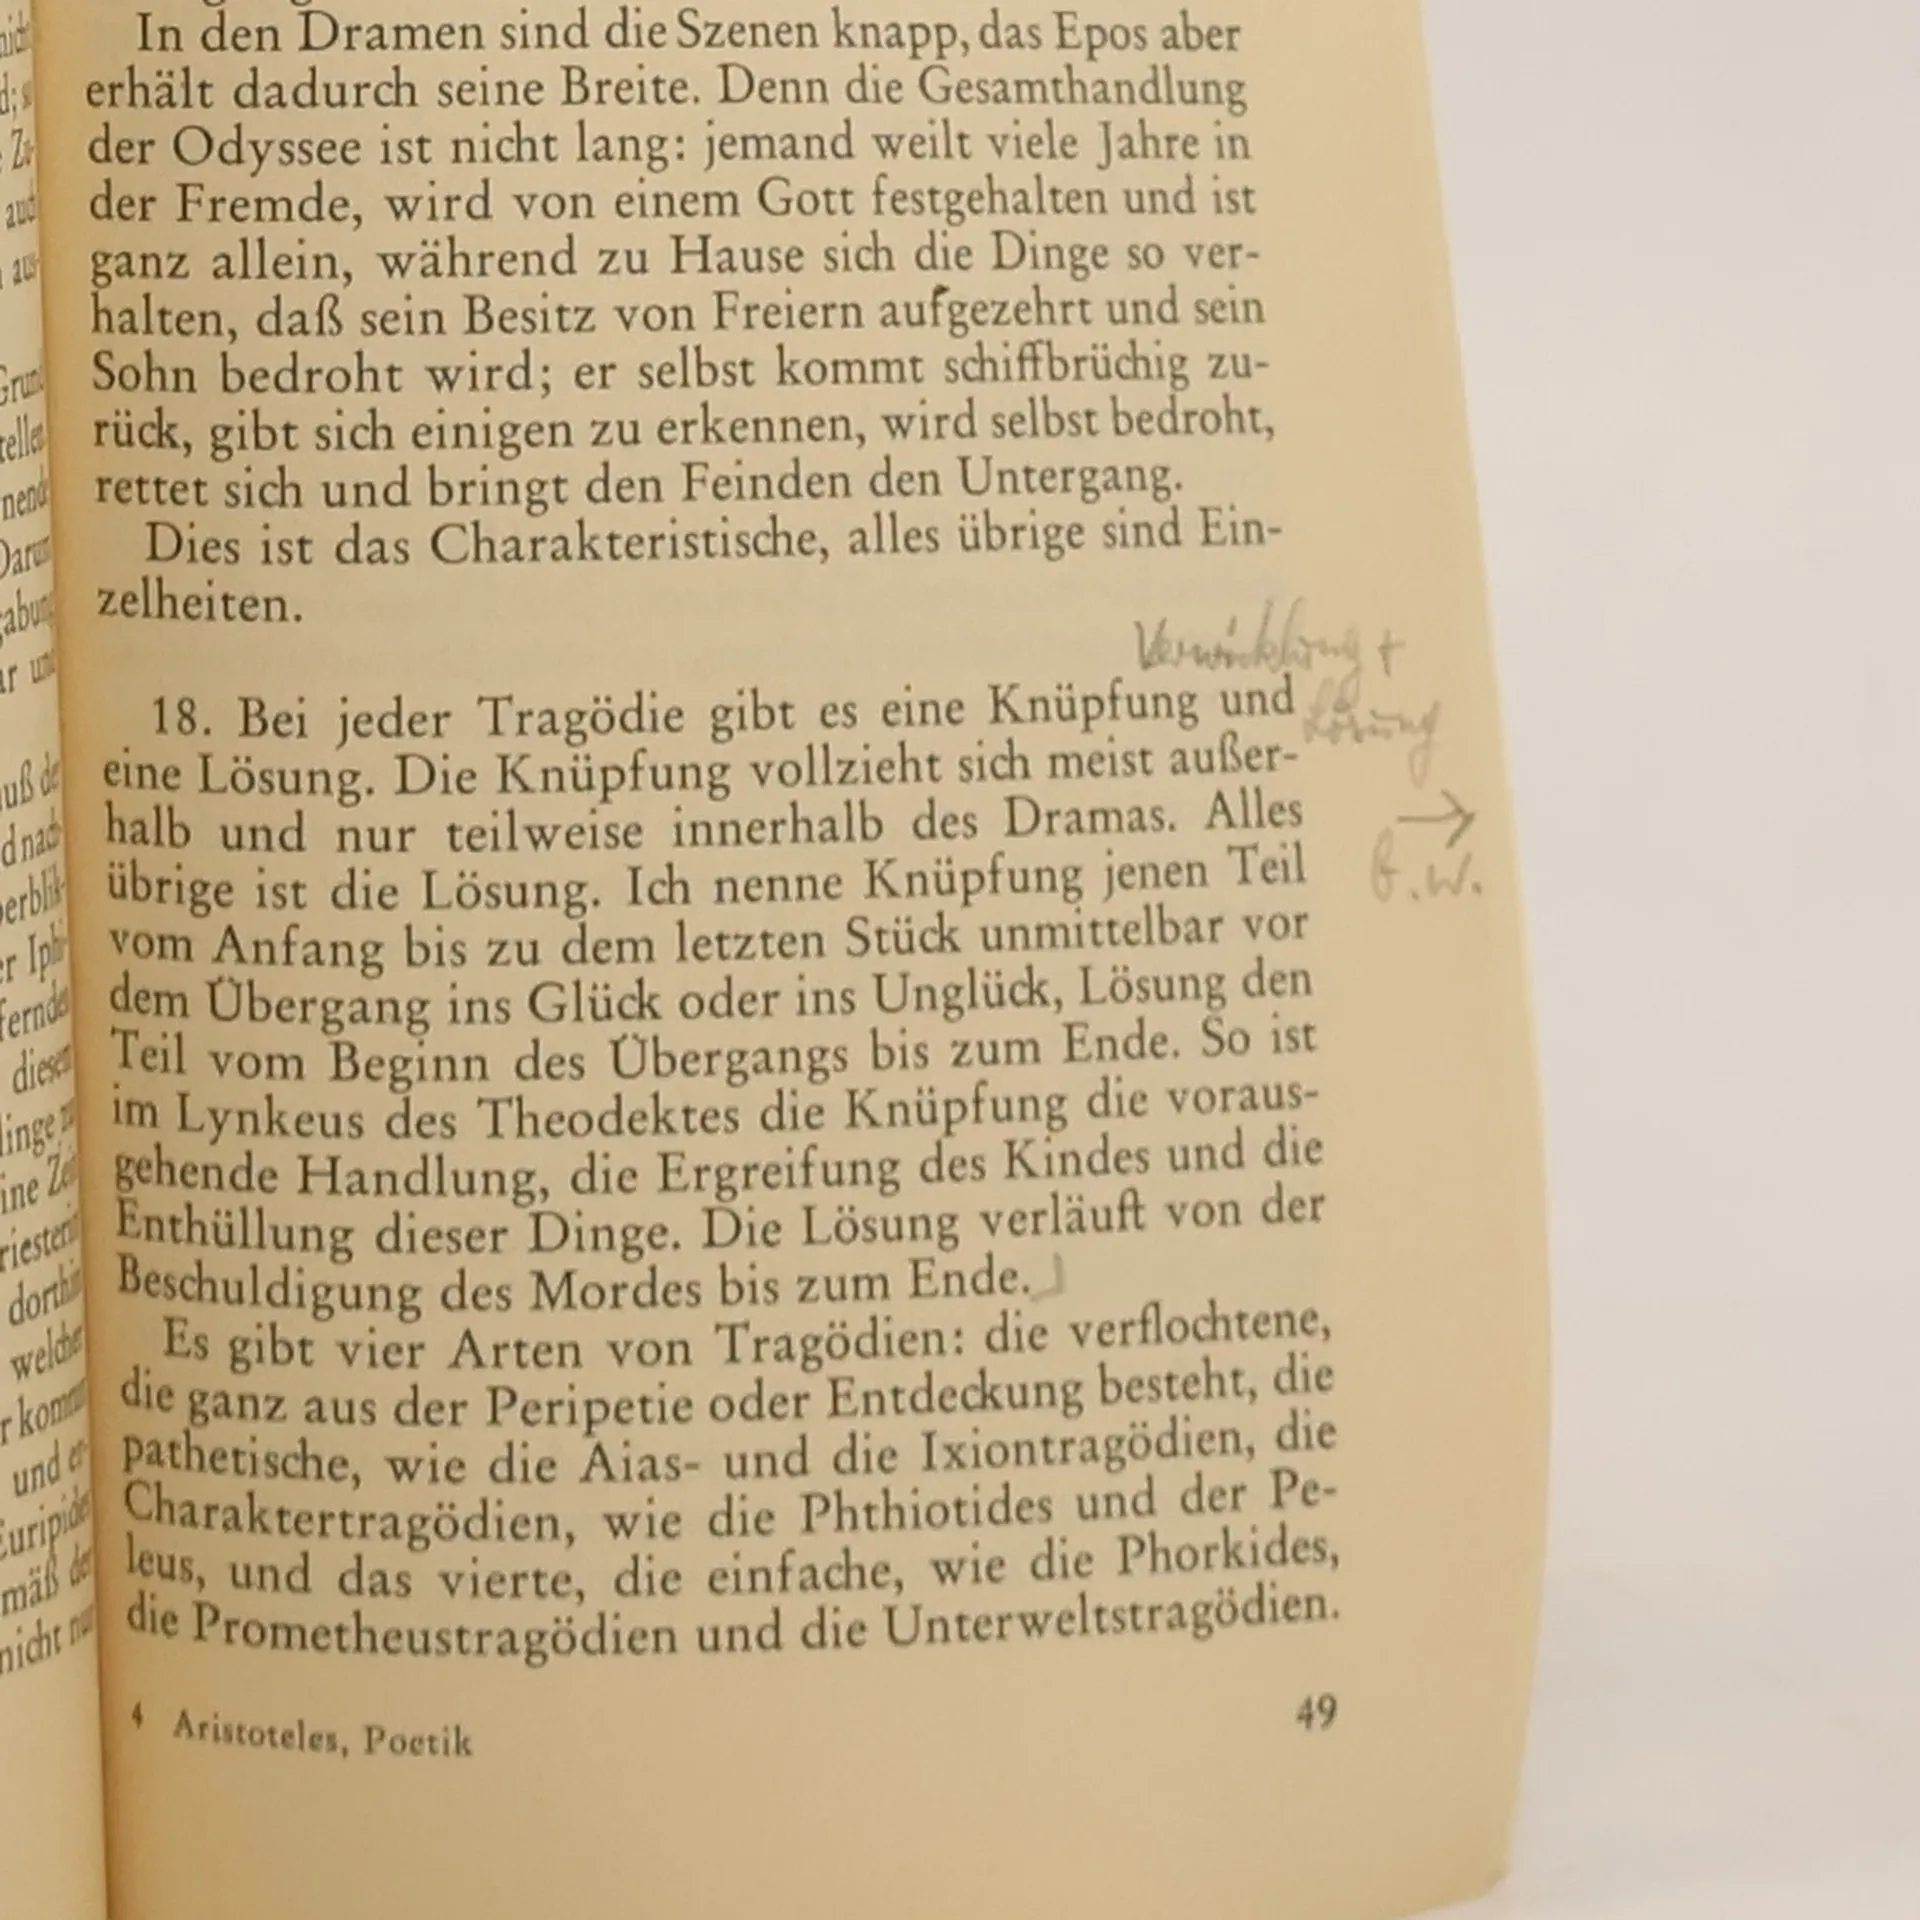 In den Dramen sind die Szenen knapp, das Epos aber
erhält dadurch seine Breite. Denn die Gesamthandlung
der Odyssee ist nicht lang: jemand weilt viele Jahre in
der Fremde, wird von einem Gott festgehalten und ist
ganz allein, während zu Hause sich die Dinge so ver-
halten, daß sein Besitz von Freiern aufgezehrt und sein
Sohn bedroht wird; er selbst kommt schiffbrüchig zu-
rück, gibt sich einigen zu erkennen, wird selbst bedroht,
rettet sich und bringt den Feinden den Untergang.
Dies ist das Charakteristische, alles übrige sind Ein-
zelheiten.
Verwicklung +
Lösung
18. Bei jeder Tragödie gibt es eine Knüpfung und
eine Lösung. Die Knüpfung vollzieht sich meist außer-
halb und nur teilweise innerhalb des Dramas. Alles
→
übrige ist die Lösung. Ich nenne Knüpfung jenen Teil
vom Anfang bis zu dem letzten Stück unmittelbar vor
dem Übergang ins Glück oder ins Unglück, Lösung den
Teil vom Beginn des Übergangs bis zum Ende. So ist
im Lynkeus des Theodektes die Knüpfung die voraus-
gehende Handlung, die Ergreifung des Kindes und die
Enthüllung dieser Dinge. Die Lösung verläuft von der
Beschuldigung des Mordes bis zum Ende.
Es gibt vier Arten von Tragödien: die verflochtene,
die ganz aus der Peripetie oder Entdeckung besteht, die
pathetische, wie die Aias- und die Ixiontragödien, die
Charaktertragödien, wie die Phthiotides und der Pe-
leus, und das vierte, die einfache, wie die Phorkides,
die Prometheustragödien und die Unterweltstragödien.
4 Aristoteles, Poetik
49